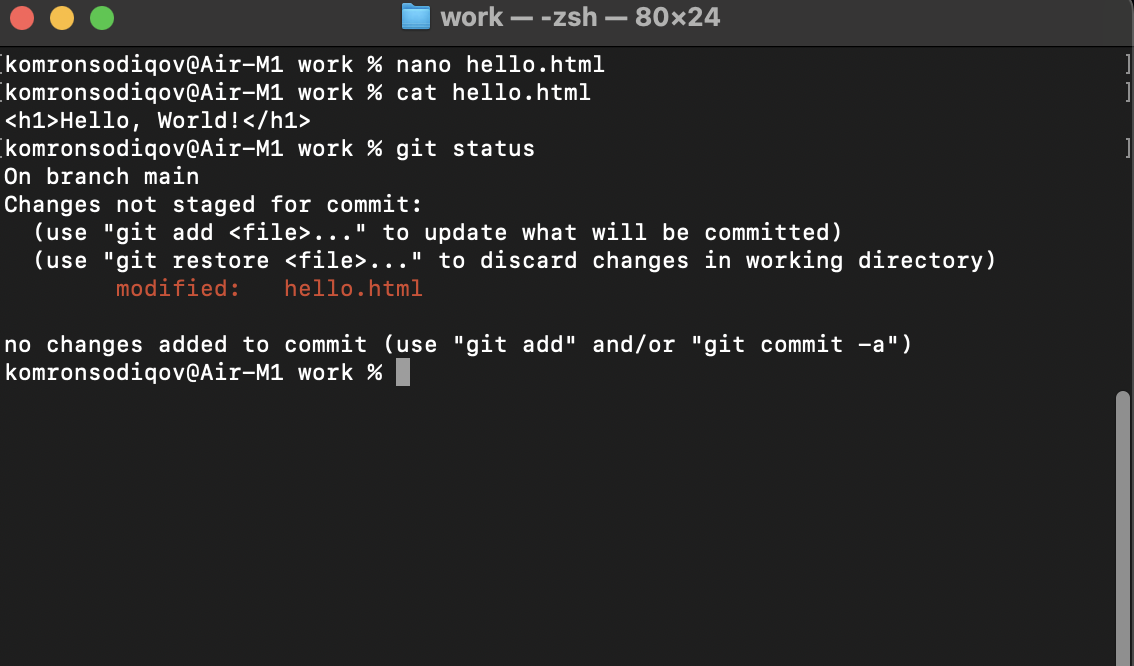 work — -zsh — 80×24
[komronsodiqov@Air-M1 work % nano hello.html ]
[komronsodiqov@Air-M1 work % cat hello.html ]
<h1>Hello, World!</h1>
[komronsodiqov@Air-M1 work % git status ]
On branch main
Changes not staged for commit:
  (use "git add <file>..." to update what will be committed)
  (use "git restore <file>..." to discard changes in working directory)
        modified:   hello.html

no changes added to commit (use "git add" and/or "git commit -a")
komronsodiqov@Air-M1 work %